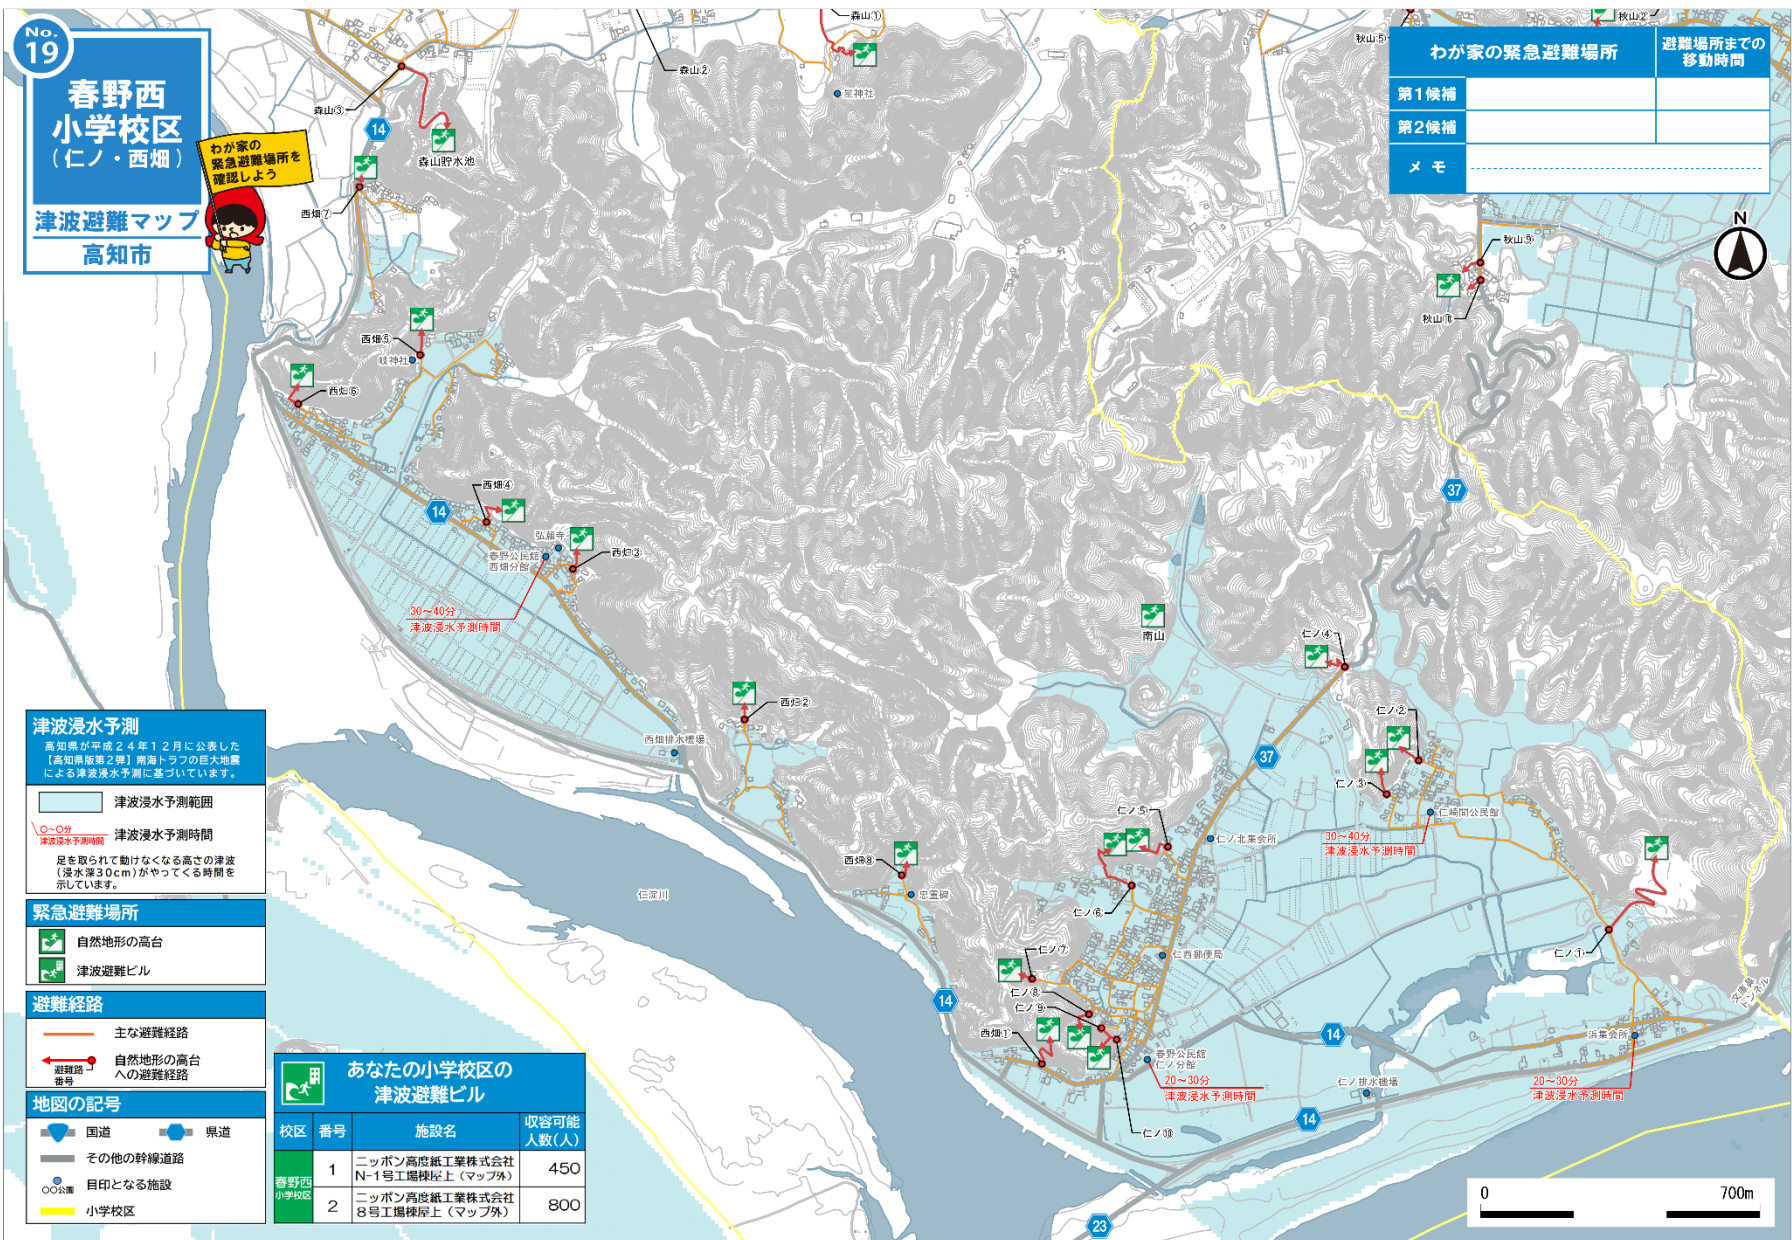 No.
19
春野西
小学校区
(仁ノ・西畑)
津波避難マップ
高知市
わが家の
緊急避難場所を
確認しよう
わが家の緊急避難場所
避難場所までの
移動時間
第1候補
第2候補
メモ
N
森山①
森山②
森山③
14
森山貯水池
星神社
秋山⑤
秋山②
西畑⑦
秋山⑨
秋山⑩
西畑⑤
岐神社
西畑⑥
西畑④
14
弘願寺
春野公民館
西畑分館
西畑③
30～40分
津波浸水予測時間
37
南山
仁ノ④
西畑②
西畑排水機場
仁ノ②
37
仁ノ③
仁ノ⑤
仁ノ北集会所
仁崎間公民館
30～40分
津波浸水予測時間
西畑⑧
忠霊碑
仁淀川
仁ノ⑥
仁西郵便局
仁ノ⑦
仁ノ①
仁ノ⑧
仁ノ⑨
14
西畑①
14
浜集会所
春野公民館
仁ノ分館
20～30分
津波浸水予測時間
仁ノ排水機場
20～30分
津波浸水予測時間
14
仁ノ⑩
23
津波浸水予測
高知県が平成24年12月に公表した
【高知県版第2弾】南海トラフの巨大地震
による津波浸水予測に基づいています。
津波浸水予測範囲
○～○分
津波浸水予測時間
津波浸水予測時間
足を取られて動けなくなる高さの津波
(浸水深30cm)がやってくる時間を
示しています。
緊急避難場所
自然地形の高台
津波避難ビル
避難経路
主な避難経路
避難路
番号
自然地形の高台
への避難経路
地図の記号
国道
県道
その他の幹線道路
○○公園
目印となる施設
小学校区
あなたの小学校区の
津波避難ビル
校区 番号 施設名 収容可能
人数(人)
春野西
小学校区
1 ニッポン高度紙工業株式会社
N-1号工場棟屋上(マップ外) 450
2 ニッポン高度紙工業株式会社
8号工場棟屋上(マップ外) 800
0 700m